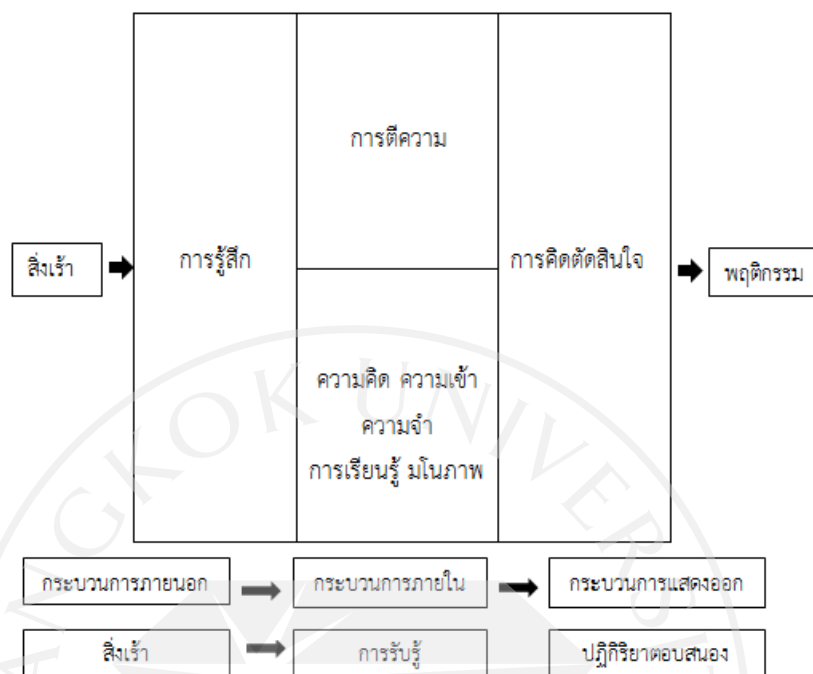 การตีความ
สิ่งเร้า
การรู้สึก
การคิดตัดสินใจ
พฤติกรรม
ความคิด ความเข้า
ความจำ
การเรียนรู้ มโนภาพ
กระบวนการภายนอก
กระบวนการภายใน
กระบวนการแสดงออก
สิ่งเร้า
การรับรู้
ปฏิกิริยาตอบสนอง